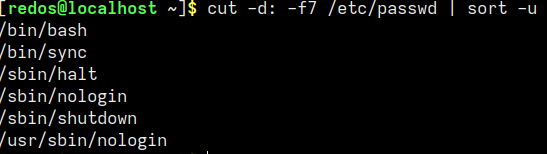 [redos@localhost ~]$ cut -d: -f7 /etc/passwd | sort -u
/bin/bash
/bin/sync
/sbin/halt
/sbin/nologin
/sbin/shutdown
/usr/sbin/nologin